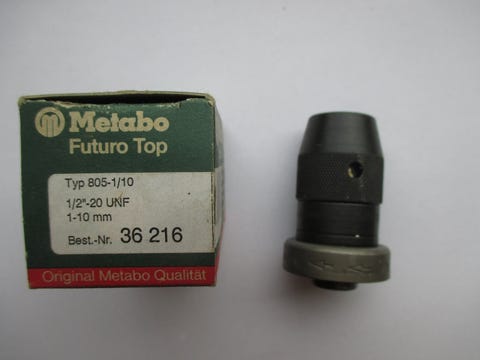 Metabo
Futuro Top
Typ 805-1/10
1/2"-20 UNF
1-10 mm
Best.-Nr. 36 216
Original Metabo Qualität